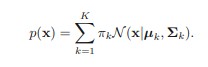 p(𝐱) = ∑_{k=1}^{K} π_k 𝒩(𝐱|𝝁_k, 𝚺_k).